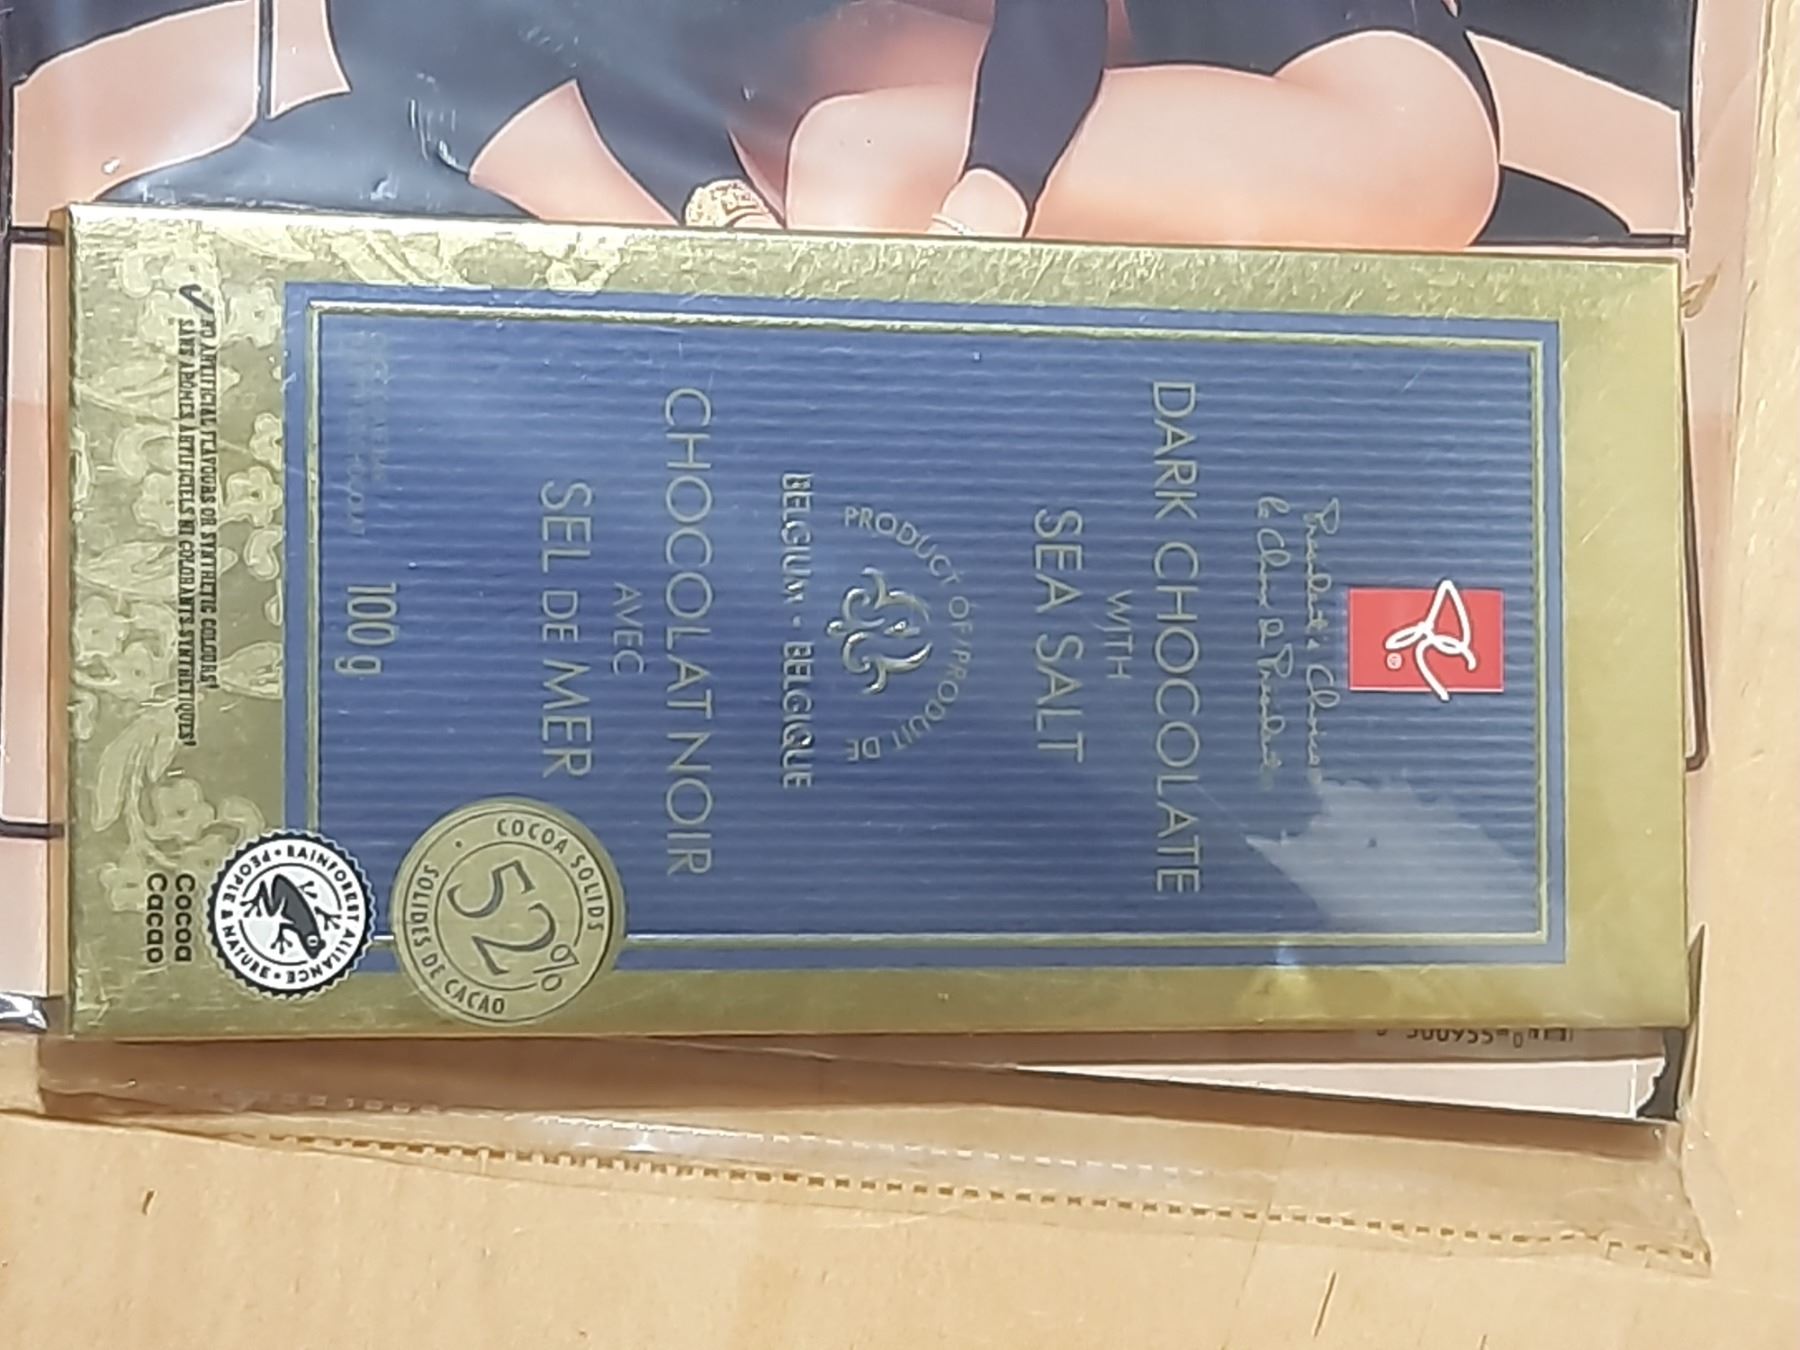 President's Choice
le Choix du Président
DARK CHOCOLATE
WITH
SEA SALT
PRODUCT OF/PRODUIT DE
BELGIUM - BELGIQUE
CHOCOLAT NOIR
AVEC
SEL DE MER
COCOA SOLIDS
52%
SOLIDES DE CACAO
100 g
RAINFOREST ALLIANCE
PEOPLE & NATURE
Cocoa
Cacao
NO ARTIFICIAL FLAVOURS OR SYNTHETIC COLOURS!
SANS ARÔMES ARTIFICIELS NI COLORANTS SYNTHÉTIQUES!